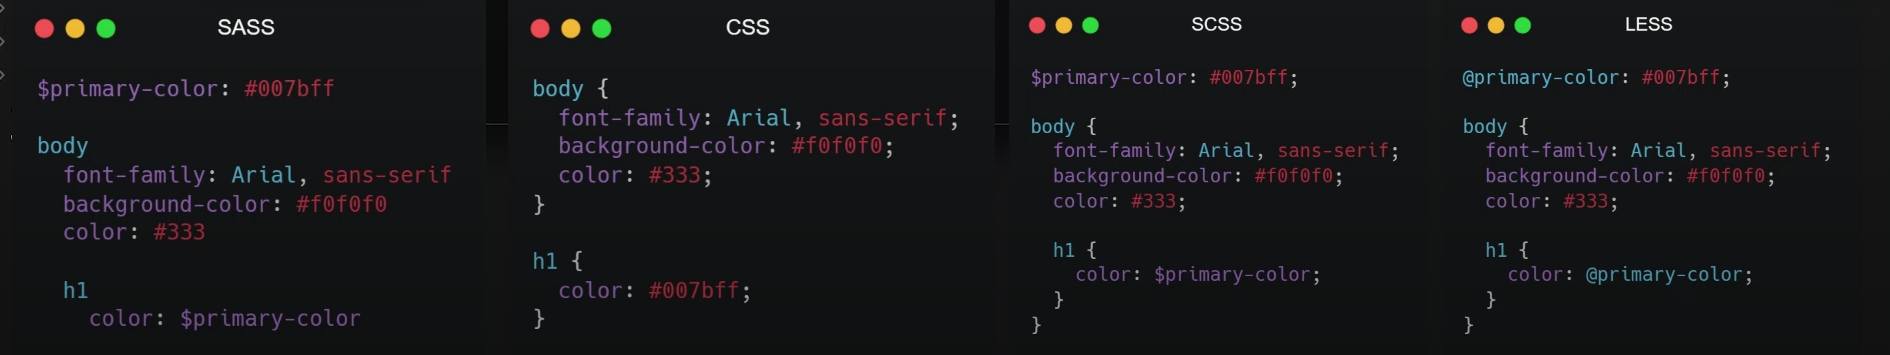 SASS
$primary-color: #007bff
body
font-family: Arial, sans-serif
background-color: #f0f0f0
color: #333
h1
color: $primary-color
CSS
body {
font-family: Arial, sans-serif;
background-color: #f0f0f0;
color: #333;
}
h1 {
color: #007bff;
}
SCSS
$primary-color: #007bff;
body {
font-family: Arial, sans-serif;
background-color: #f0f0f0;
color: #333;
h1 {
color: $primary-color;
}
}
LESS
@primary-color: #007bff;
body {
font-family: Arial, sans-serif;
background-color: #f0f0f0;
color: #333;
h1 {
color: @primary-color;
}
}